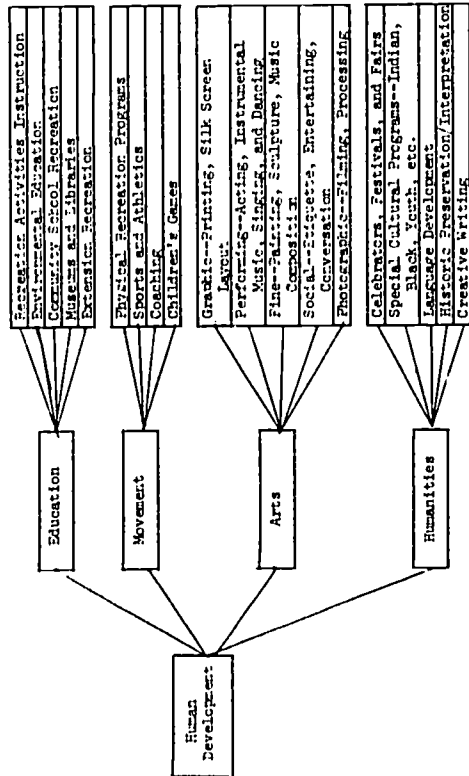 Human
Development
Education
Recreation Activities Instruction
Environmental Education
Community School Recreation
Museums and Libraries
Extension Recreation
Movement
Physical Recreation Programs
Sports and Athletics
Coaching
Children's Games
Arts
Graphic--Printing, Silk Screen
Layout
Performing--Acting, Instrumental
Music, Singing, and Dancing
Fine--Painting, Sculpture, Music
Composition
Social--Etiquette, Entertaining,
Conversation
Photographic--Filming, Processing
Humanities
Celebrators, Festivals, and Fairs
Special Cultural Programs--Indian,
Black, Youth, etc.
Language Development
Historic Preservation/Interpretation
Creative Writing